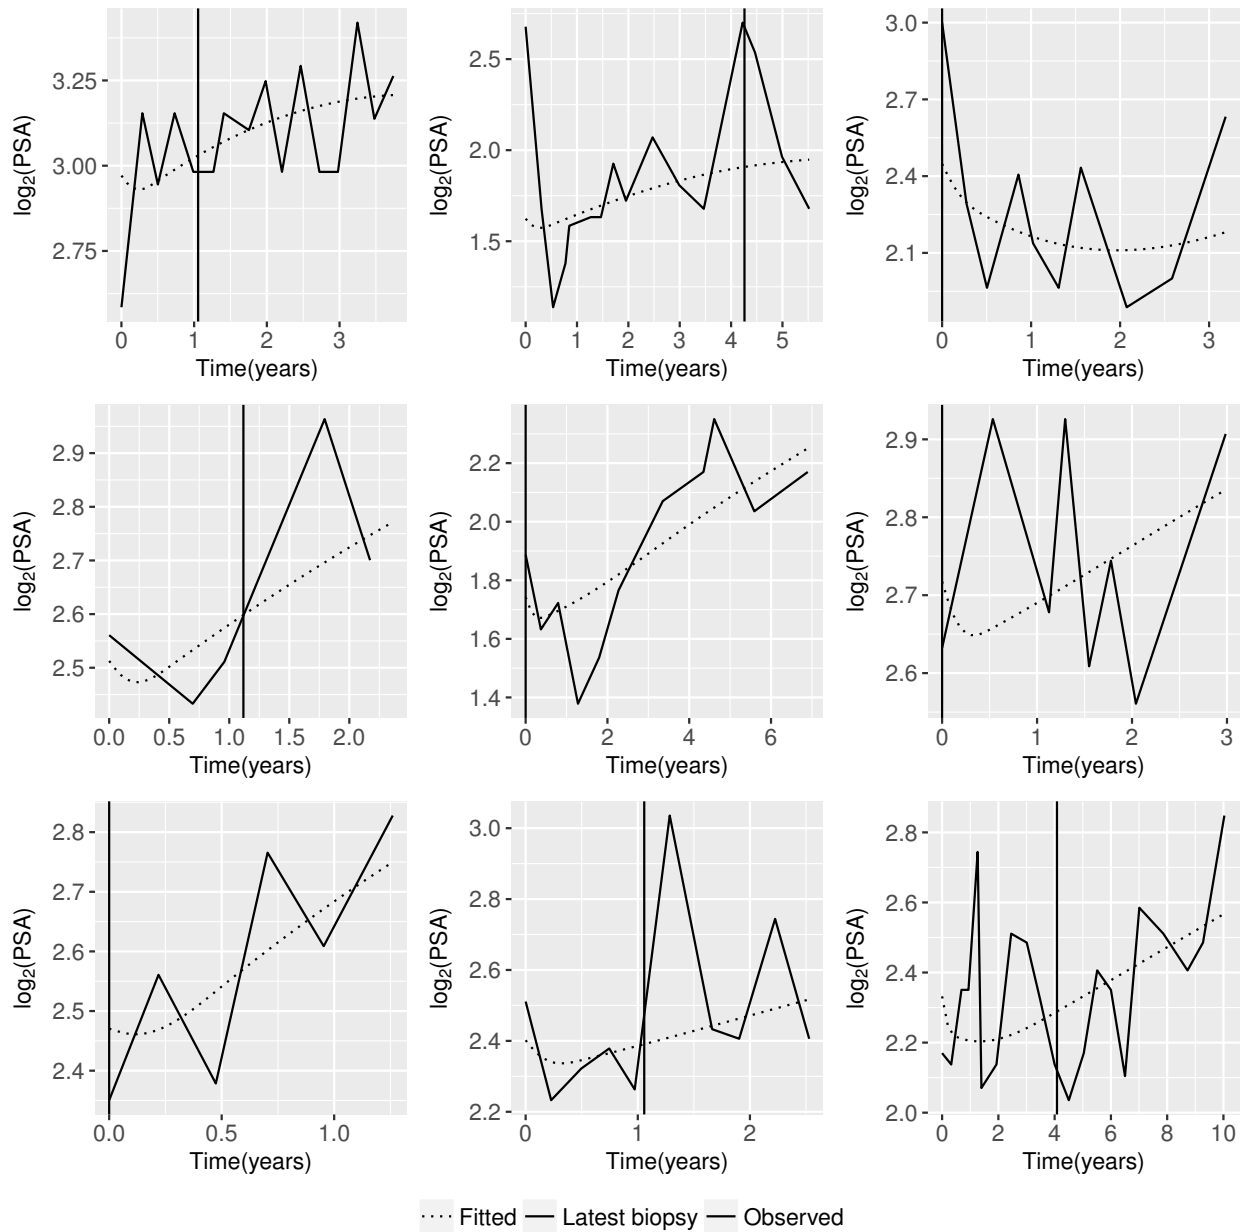 log2(PSA)
3.25
3.00
2.75
0 1 2 3
Time(years)
log2(PSA)
2.5
2.0
1.5
0 1 2 3 4 5
Time(years)
log2(PSA)
3.0
2.7
2.4
2.1
0 1 2 3
Time(years)
log2(PSA)
2.9
2.8
2.7
2.6
2.5
0.0 0.5 1.0 1.5 2.0
Time(years)
log2(PSA)
2.2
2.0
1.8
1.6
1.4
0 2 4 6
Time(years)
log2(PSA)
2.9
2.8
2.7
2.6
0 1 2 3
Time(years)
log2(PSA)
2.8
2.7
2.6
2.5
2.4
0.0 0.5 1.0
Time(years)
log2(PSA)
3.0
2.8
2.6
2.4
2.2
0 1 2
Time(years)
log2(PSA)
2.8
2.6
2.4
2.2
2.0
0 2 4 6 8 10
Time(years)
Fitted Latest biopsy Observed